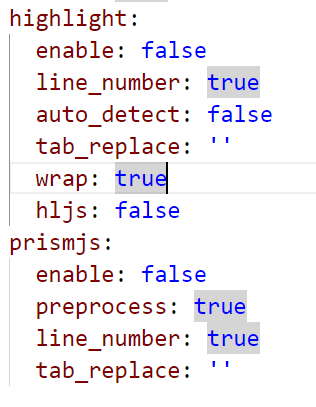 highlight:
  enable: false
  line_number: true
  auto_detect: false
  tab_replace: ''
  wrap: true
  hljs: false
prismjs:
  enable: false
  preprocess: true
  line_number: true
  tab_replace: ''